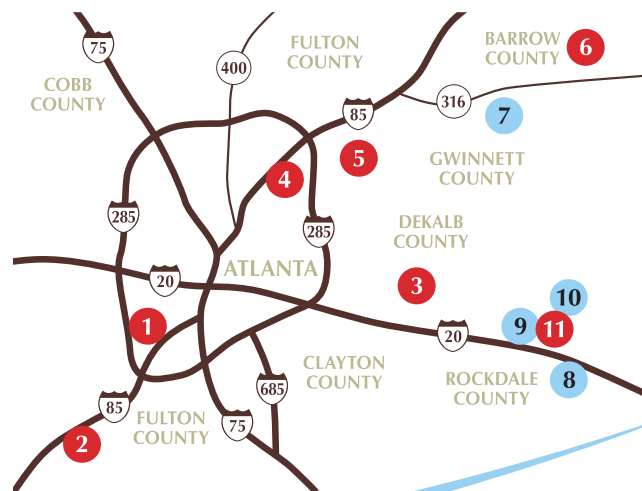 75
FULTON
COUNTY
BARROW
COUNTY
6
COBB
COUNTY
400
85
316
7
5
GWINNETT
COUNTY
4
285
285
DEKALB
COUNTY
ATLANTA
20
3
10
1
9
11
20
CLAYTON
COUNTY
685
ROCKDALE
COUNTY
8
85
FULTON
COUNTY
75
2